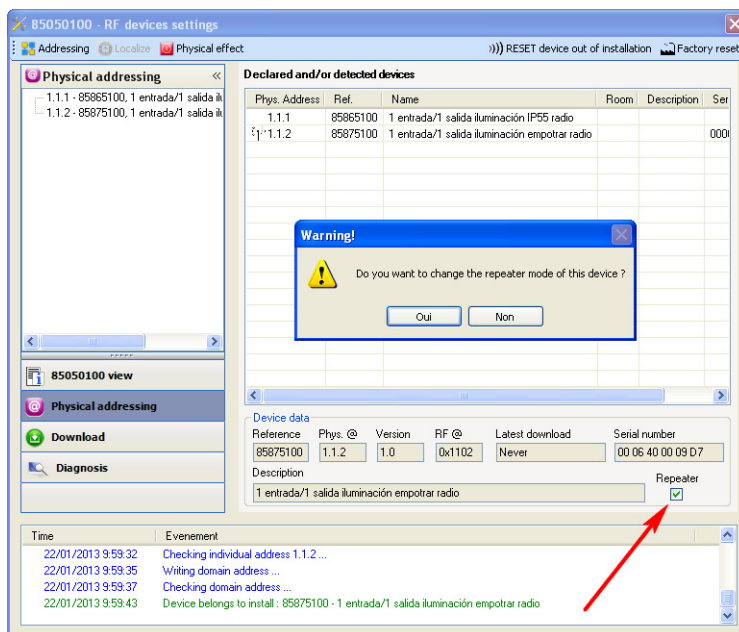 85050100 - RF devices settings
Addressing Localize Physical effect ))) RESET device out of installation Factory reset
Physical addressing «
1.1.1 - 85865100, 1 entrada/1 salida
1.1.2 - 85875100, 1 entrada/1 salida
Declared and/or detected devices
Phys. Address Ref. Name Room Description Ser
1.1.1 85865100 1 entrada/1 salida iluminación IP55 radio
1.1.2 85875100 1 entrada/1 salida iluminación empotrar radio 000
Warning!
Do you want to change the repeater mode of this device ?
Oui Non
85050100 view
Physical addressing
Download
Diagnosis
Device data
Reference Phys. @ Version RF @ Latest download Serial number
85875100 1.1.2 1.0 0x1102 Never 00 06 40 00 09 D7
Description
1 entrada/1 salida iluminación empotrar radio
Repeater
Time Evenement
22/01/2013 9:59:32 Checking individual address 1.1.2 ...
22/01/2013 9:59:35 Writing domain address ...
22/01/2013 9:59:37 Checking domain address ...
22/01/2013 9:59:43 Device belongs to install : 85875100 - 1 entrada/1 salida iluminación empotrar radio